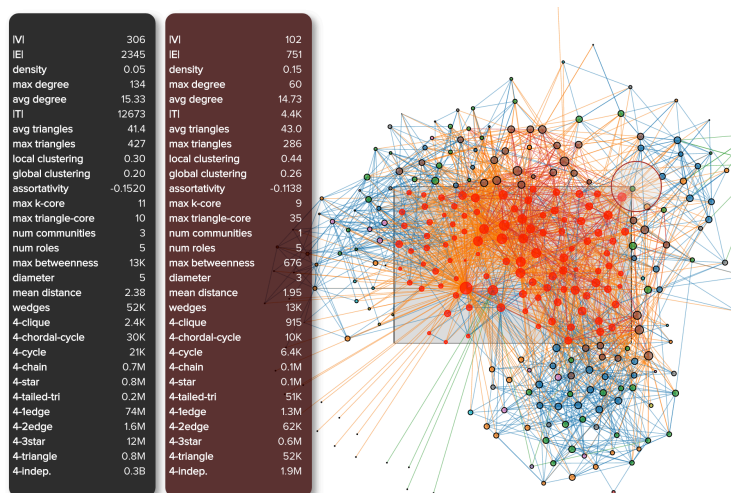 |V| 306
|E| 2345
density 0.05
max degree 134
avg degree 15.33
|T| 12673
avg triangles 41.4
max triangles 427
local clustering 0.30
global clustering 0.20
assortativity -0.1520
max k-core 11
max triangle-core 10
num communities 3
num roles 5
max betweenness 13K
diameter 5
mean distance 2.38
wedges 52K
4-clique 2.4K
4-chordal-cycle 30K
4-cycle 21K
4-chain 0.7M
4-star 0.8M
4-tailed-tri 0.2M
4-1edge 74M
4-2edge 1.6M
4-3star 12M
4-triangle 0.8M
4-indep. 0.3B
|V| 102
|E| 751
density 0.15
max degree 60
avg degree 14.73
|T| 4.4K
avg triangles 43.0
max triangles 286
local clustering 0.44
global clustering 0.26
assortativity -0.1138
max k-core 9
max triangle-core 35
num communities 1
num roles 5
max betweenness 676
diameter 3
mean distance 1.95
wedges 13K
4-clique 915
4-chordal-cycle 10K
4-cycle 6.4K
4-chain 0.1M
4-star 0.1M
4-tailed-tri 51K
4-1edge 1.3M
4-2edge 62K
4-3star 0.6M
4-triangle 52K
4-indep. 1.9M